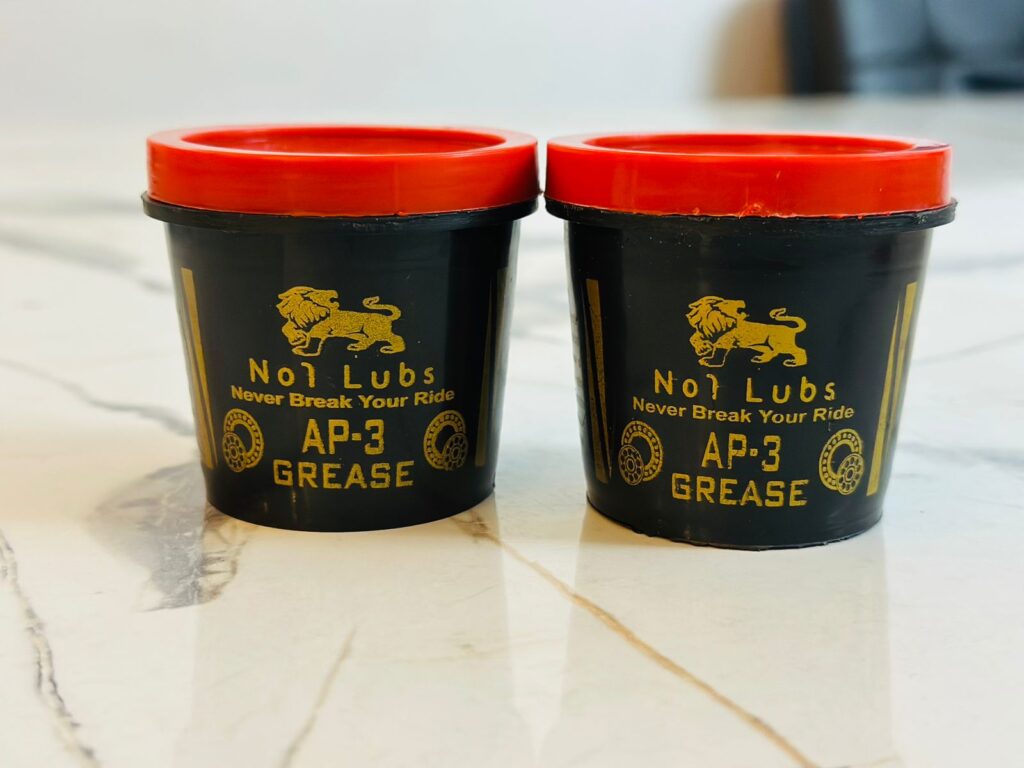 No1 Lubs
Never Break Your Ride
AP-3
GREASE
No1 Lubs
Never Break Your Ride
AP-3
GREASE